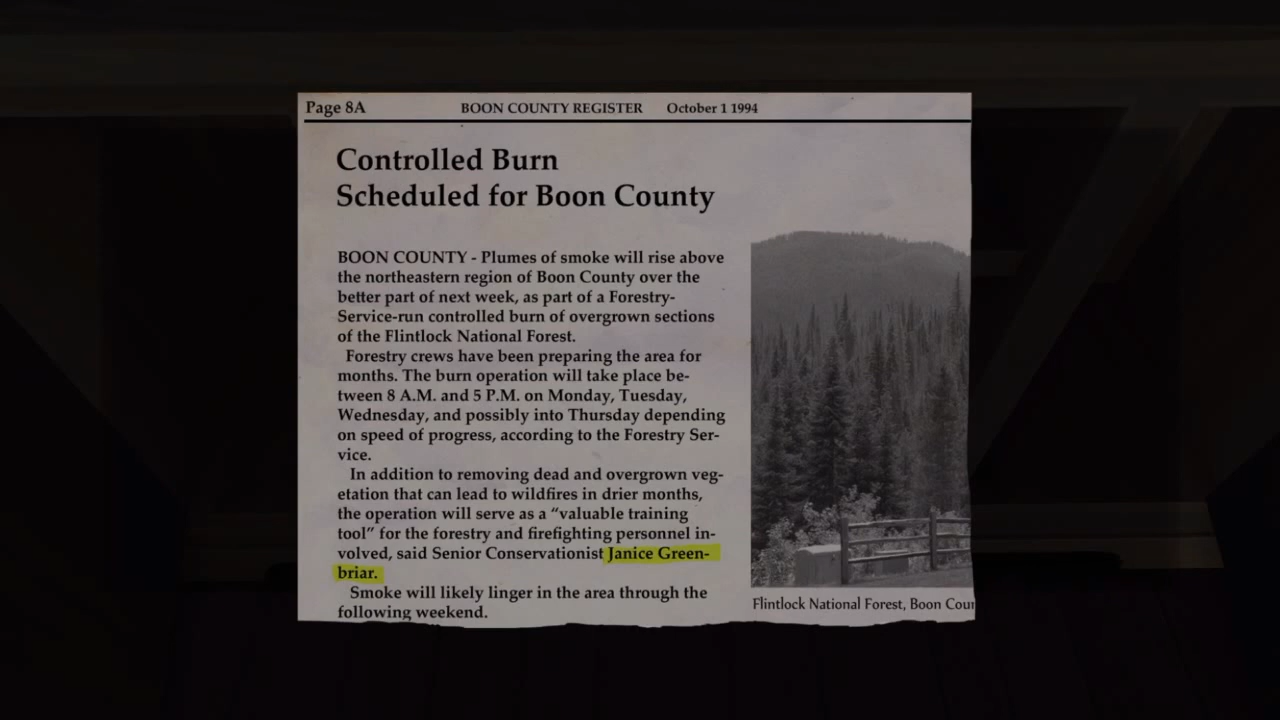 Page 8A BOON COUNTY REGISTER October 1 1994
Controlled Burn
Scheduled for Boon County
BOON COUNTY - Plumes of smoke will rise above
the northeastern region of Boon County over the
better part of next week, as part of a Forestry-
Service-run controlled burn of overgrown sections
of the Flintlock National Forest.
Forestry crews have been preparing the area for
months. The burn operation will take place be-
tween 8 A.M. and 5 P.M. on Monday, Tuesday,
Wednesday, and possibly into Thursday depending
on speed of progress, according to the Forestry Ser-
vice.
In addition to removing dead and overgrown veg-
etation that can lead to wildfires in drier months,
the operation will serve as a “valuable training
tool” for the forestry and firefighting personnel in-
volved, said Senior Conservationist Janice Green-
briar.
Smoke will likely linger in the area through the
following weekend.
Flintlock National Forest, Boon Coun